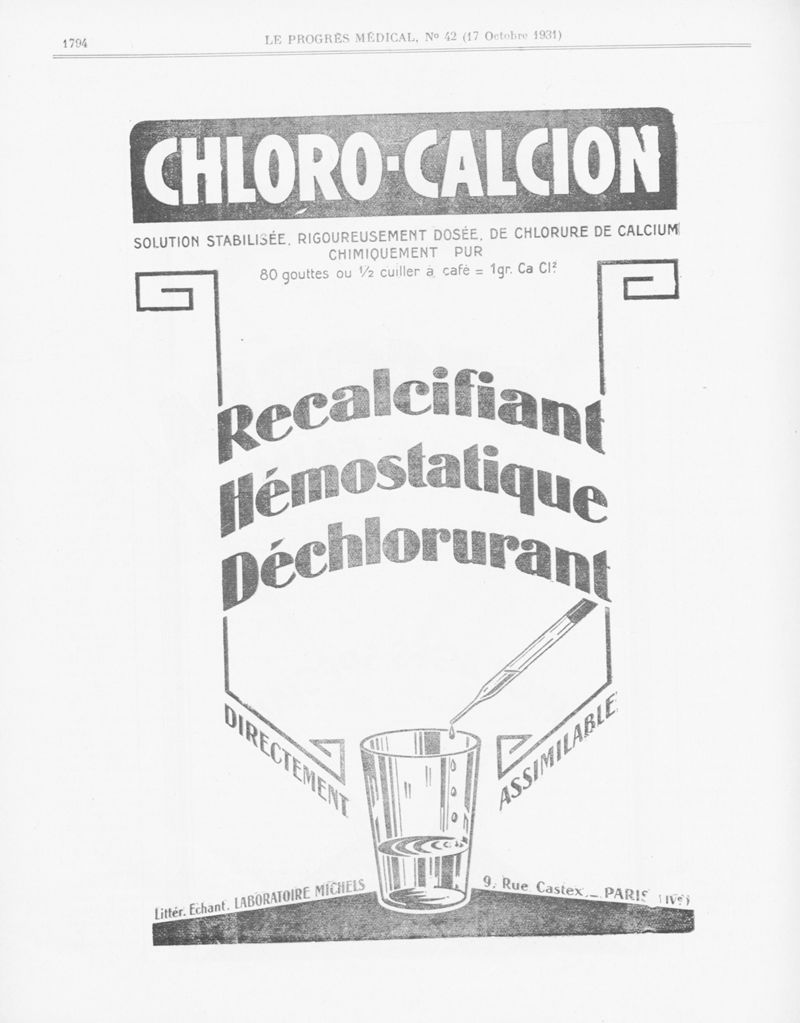 1794
LE PROGRÈS MÉDICAL, Nº 42 (17 Octobre 1931)
CHLORO-CALCION
SOLUTION STABILISÉE, RIGOUREUSEMENT DOSÉE, DE CHLORURE DE CALCIUM
CHIMIQUEMENT PUR
80 gouttes ou ½ cuiller à café = 1gr. Ca Cl²
Recalcifiant
Hémostatique
Déchlorurant
DIRECTEMENT
ASSIMILABLE
Littér. Echant. LABORATOIRE MICHELS
9, Rue Castex _ PARIS (IVe)